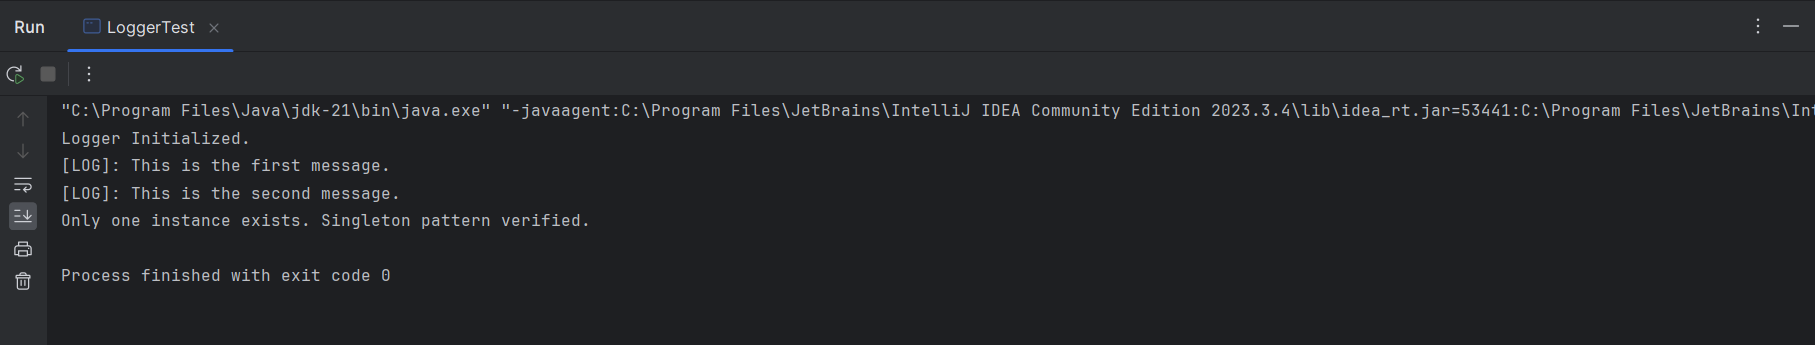 Run LoggerTest
"C:\Program Files\Java\jdk-21\bin\java.exe" "-javaagent:C:\Program Files\JetBrains\IntelliJ IDEA Community Edition 2023.3.4\lib\idea_rt.jar=53441:C:\Program Files\JetBrains\Int
Logger Initialized.
[LOG]: This is the first message.
[LOG]: This is the second message.
Only one instance exists. Singleton pattern verified.
Process finished with exit code 0